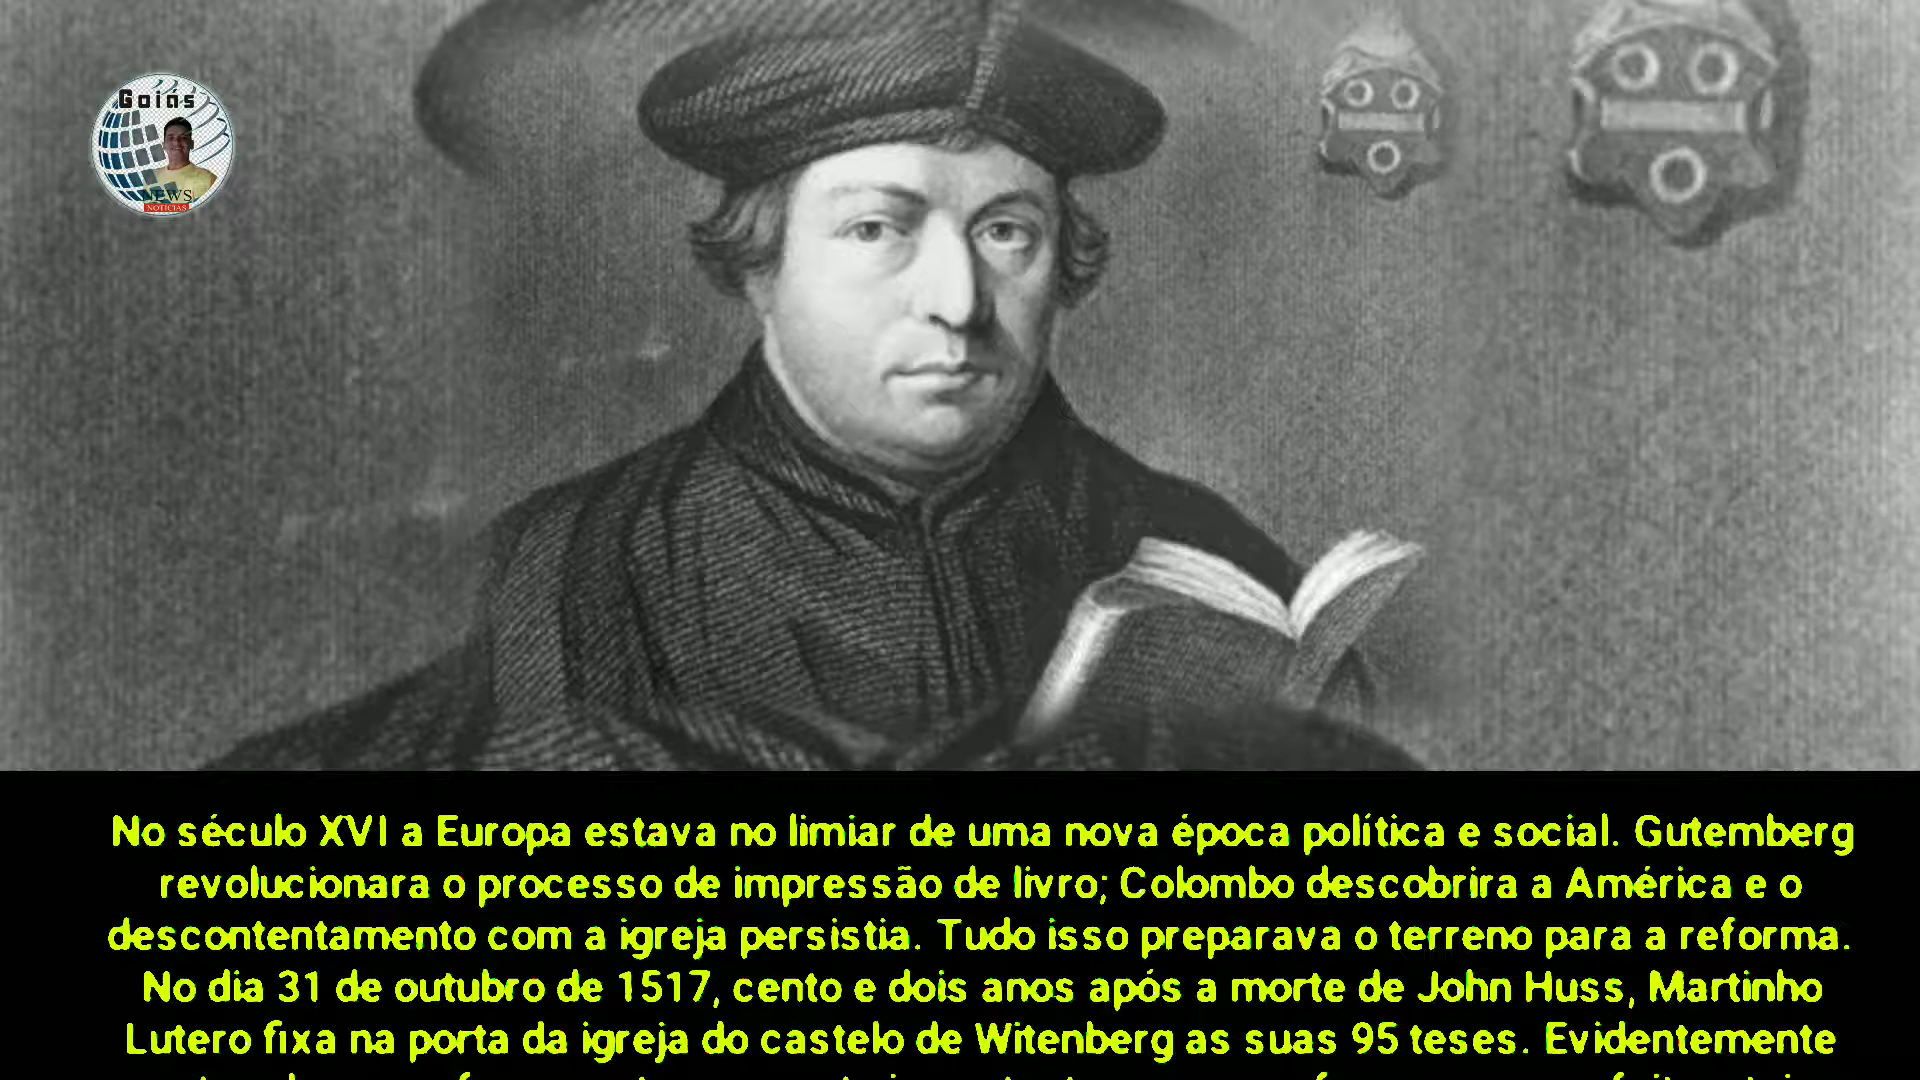 Goiás
NEWS
NOTÍCIAS
No século XVI a Europa estava no limiar de uma nova época política e social. Gutemberg
revolucionara o processo de impressão de livro; Colombo descobrira a América e o
descontentamento com a igreja persistia. Tudo isso preparava o terreno para a reforma.
No dia 31 de outubro de 1517, cento e dois anos após a morte de John Huss, Martinho
Lutero fixa na porta da igreja do castelo de Witenberg as suas 95 teses. Evidentemente